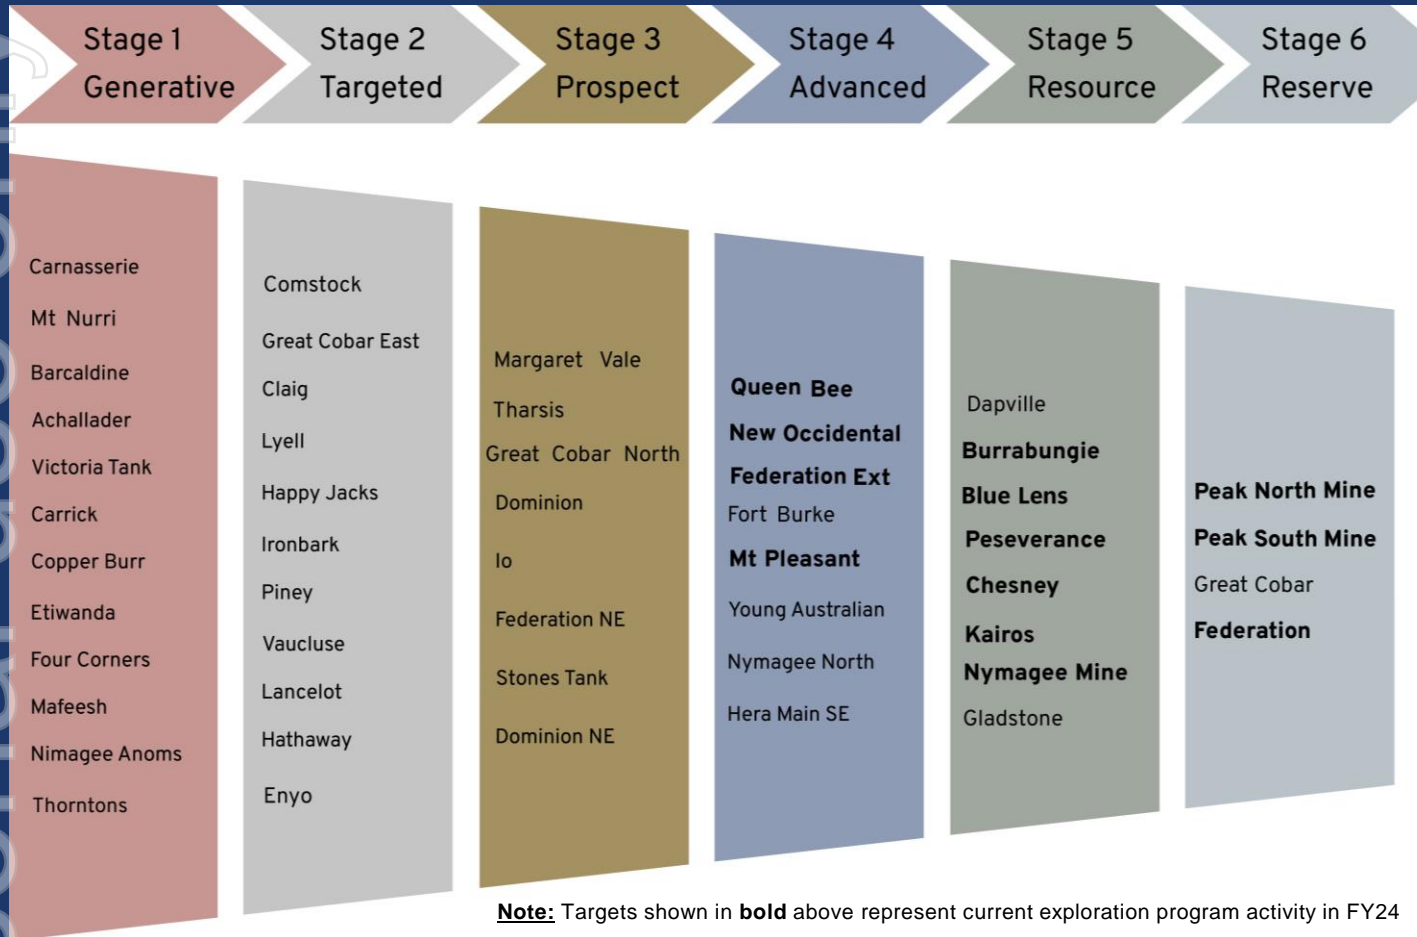 Stage 1
Generative
Stage 2
Targeted
Stage 3
Prospect
Stage 4
Advanced
Stage 5
Resource
Stage 6
Reserve
Carnasserie
Mt Nurri
Barcaldine
Achallader
Victoria Tank
Carrick
Copper Burr
Etiwanda
Four Corners
Mafeesh
Nimagee Anoms
Thorntons
Comstock
Great Cobar East
Claig
Lyell
Happy Jacks
Ironbark
Piney
Vaucluse
Lancelot
Hathaway
Enyo
Margaret Vale
Tharsis
Great Cobar North
Dominion
Io
Federation NE
Stones Tank
Dominion NE
Queen Bee
New Occidental
Federation Ext
Fort Burke
Mt Pleasant
Young Australian
Nymagee North
Hera Main SE
Dapville
Burrabungie
Blue Lens
Peseverance
Chesney
Kairos
Nymagee Mine
Gladstone
Peak North Mine
Peak South Mine
Great Cobar
Federation
Note: Targets shown in bold above represent current exploration program activity in FY24